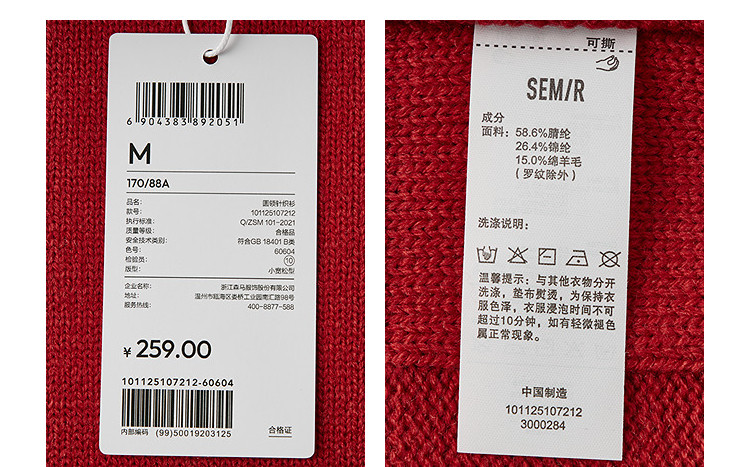 6 904383 892051
M
170/88A
品名: 圆领针织衫
款号: 101125107212
执行标准: Q/ZSM 101-2021
质量等级: 合格品
安全技术类别: 符合GB 18401 B类
色号: 60604
检验员: 10
版型: 小宽松型
企业名称: 浙江森马服饰股份有限公司
地址: 温州市瓯海区娄桥工业园南汇路98号
服务热线: 400-8877-588
¥ 259.00
101125107212-60604
内部编码 (99)50019203125
合格证
可撕
SEM/R
成分
面料: 58.6%腈纶
26.4%锦纶
15.0%绵羊毛
(罗纹除外)
洗涤说明:
温馨提示: 与其他衣物分开
洗涤, 垫布熨烫, 为保持衣
服色泽, 衣服浸泡时间不可
超过10分钟, 如有轻微褪色
属正常现象。
中国制造
101125107212
3000284